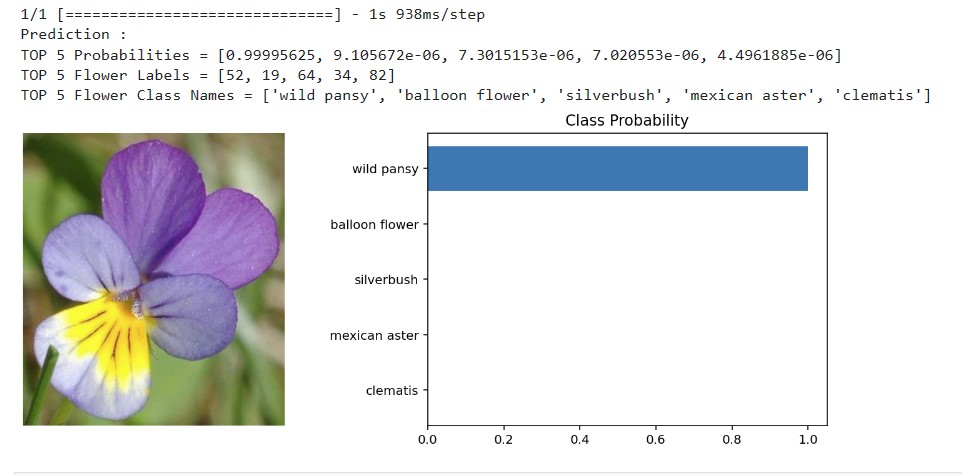 1/1 [==============================] - 1s 938ms/step
Prediction :
TOP 5 Probabilities = [0.99995625, 9.105672e-06, 7.3015153e-06, 7.020553e-06, 4.4961885e-06]
TOP 5 Flower Labels = [52, 19, 64, 34, 82]
TOP 5 Flower Class Names = ['wild pansy', 'balloon flower', 'silverbush', 'mexican aster', 'clematis']
Class Probability
wild pansy
balloon flower
silverbush
mexican aster
clematis
0.0 0.2 0.4 0.6 0.8 1.0